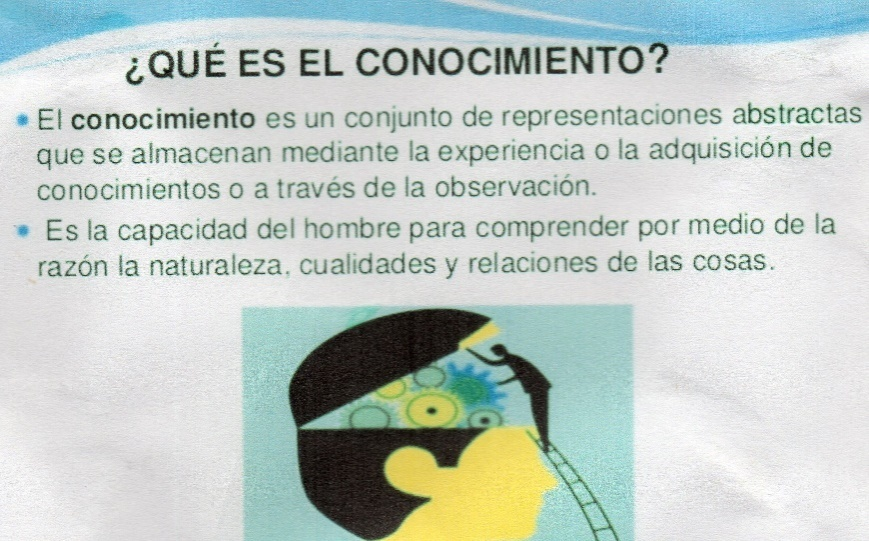 ¿QUÉ ES EL CONOCIMIENTO?
• El conocimiento es un conjunto de representaciones abstractas
que se almacenan mediante la experiencia o la adquisición de
conocimientos o a través de la observación.
• Es la capacidad del hombre para comprender por medio de la
razón la naturaleza, cualidades y relaciones de las cosas.